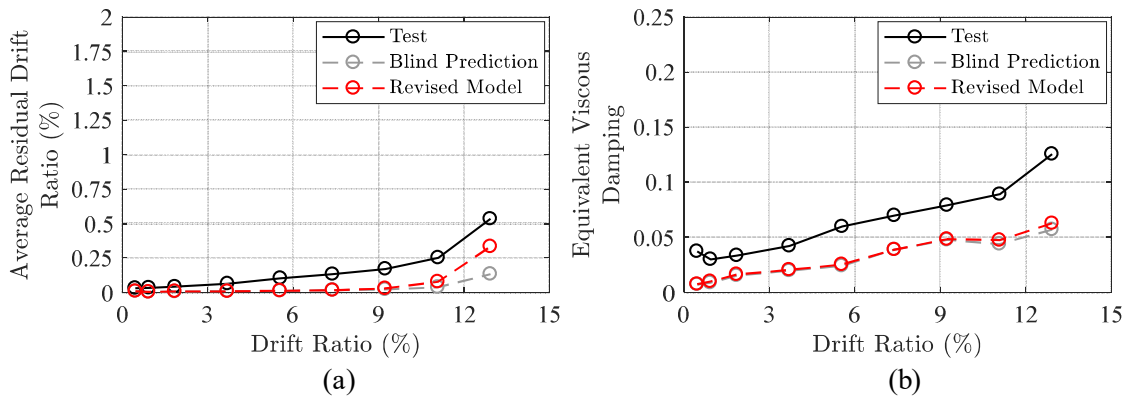 Average Residual Drift
Ratio (%)
2
1.75
1.5
1.25
1
0.75
0.5
0.25
0
0
3
6
9
12
15
Drift Ratio (%)
Test
Blind Prediction
Revised Model
(a)
Equivalent Viscous
Damping
0.25
0.2
0.15
0.1
0.05
0
0
3
6
9
12
15
Drift Ratio (%)
Test
Blind Prediction
Revised Model
(b)